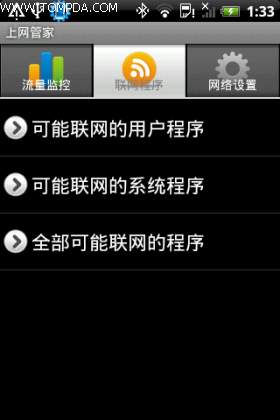 WWW.TOMPDA.COM
1:33
上网管家
流量监控 联网程序 网络设置
可能联网的用户程序
可能联网的系统程序
全部可能联网的程序